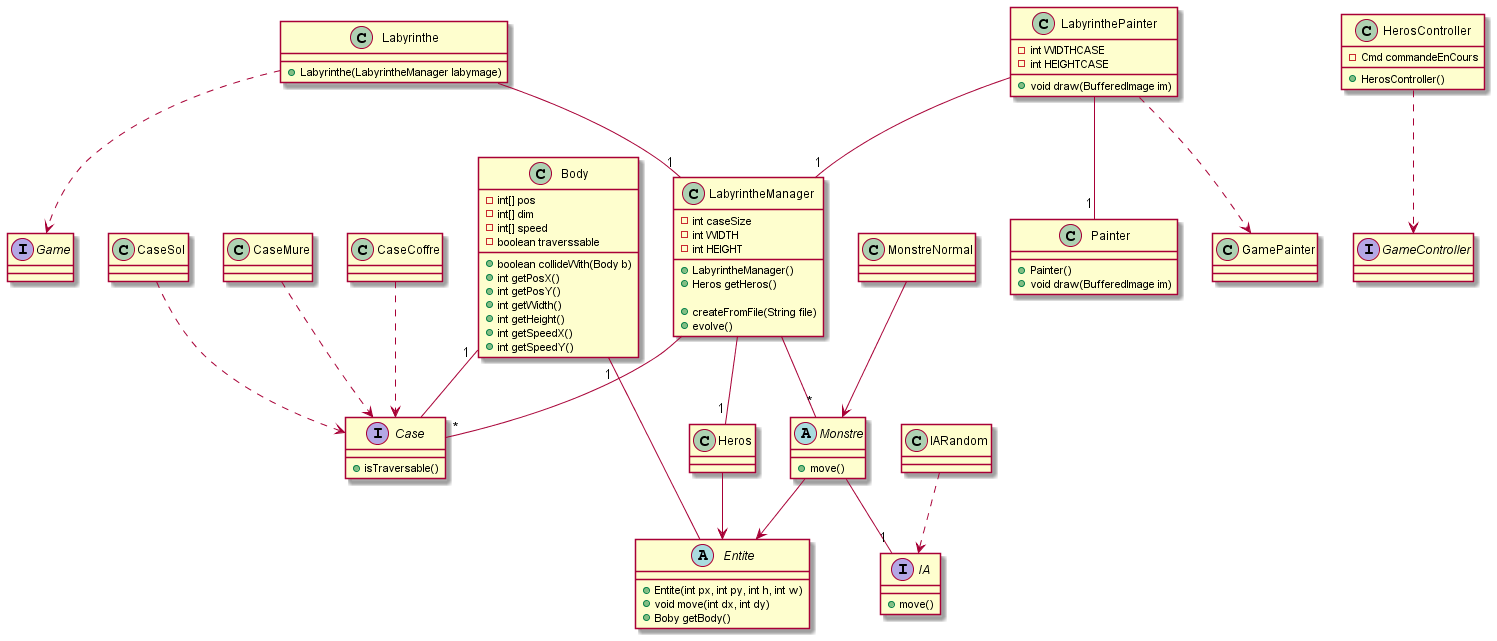 C Labyrinthe
Labyrinthe(LabyrintheManager labymage)
C LabyrinthePainter
int WIDTHCASE
int HEIGHTCASE
void draw(BufferedImage im)
C HerosController
Cmd commandeEnCours
HerosController()
1
1
C Body
int[] pos
int[] dim
int[] speed
boolean traverssable
boolean collideWith(Body b)
int getPosX()
int getPosY()
int getWidth()
int getHeight()
int getSpeedX()
int getSpeedY()
C LabyrintheManager
int caseSize
int WIDTH
int HEIGHT
LabyrintheManager()
Heros getHeros()
createFromFile(String file)
evolve()
1
I Game
C CaseSol
C CaseMure
C CaseCoffre
C MonstreNormal
C Painter
Painter()
void draw(BufferedImage im)
C GamePainter
I GameController
1
1
1
*
*
I Case
isTraversable()
C Heros
A Monstre
move()
C IARandom
1
A Entite
Entite(int px, int py, int h, int w)
void move(int dx, int dy)
Boby getBody()
I IA
move()